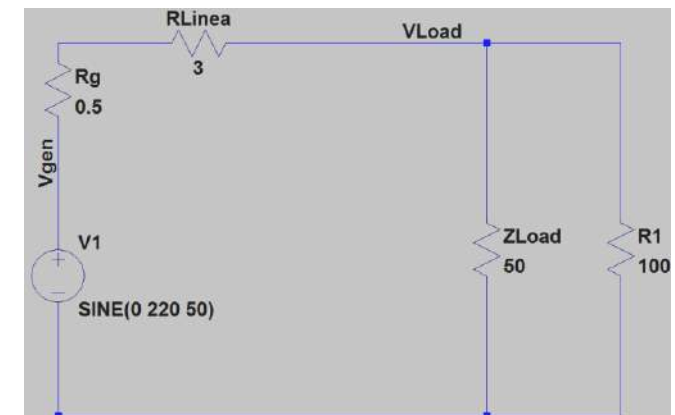 RLinea
3
VLoad
Rg
0.5
Vgen
V1
SINE(0 220 50)
ZLoad
50
R1
100